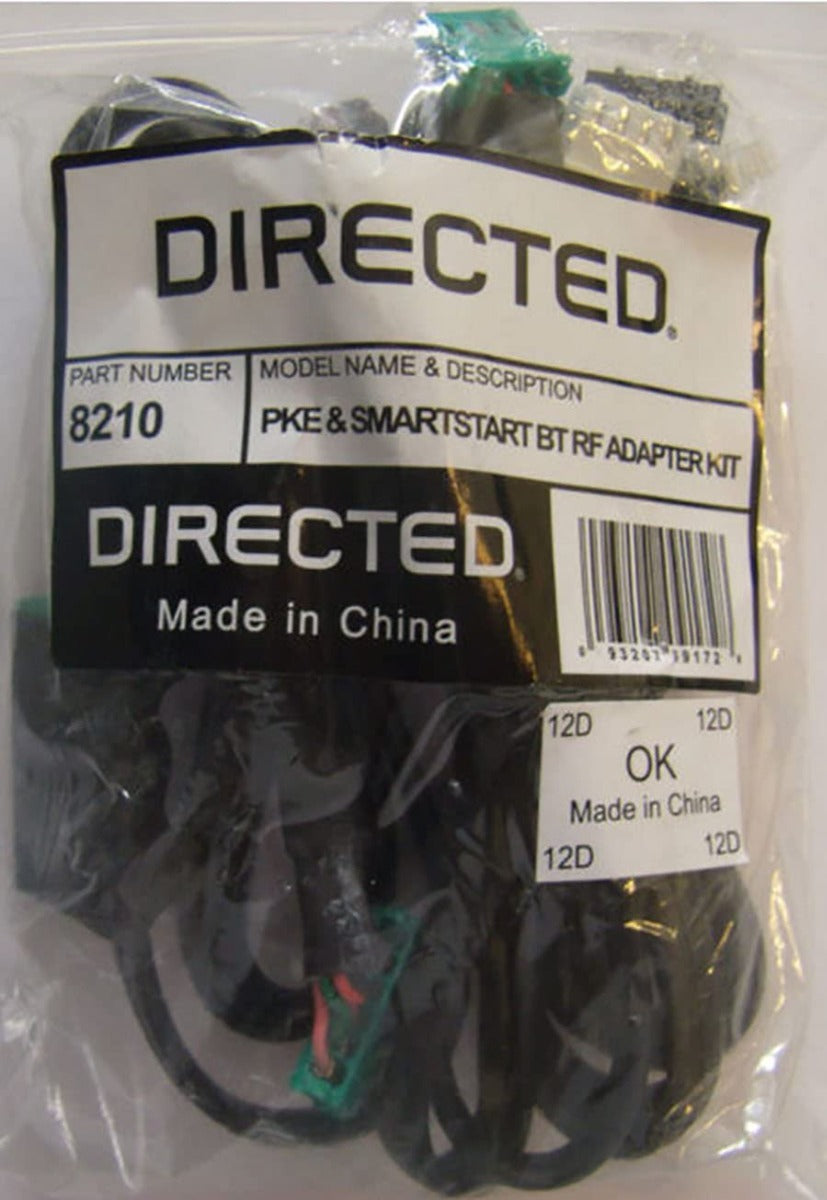 DIRECTED®
PART NUMBER
8210
MODEL NAME & DESCRIPTION
PKE & SMARTSTART BT RF ADAPTER KIT
DIRECTED®
Made in China
12D 12D
OK
Made in China
12D 12D